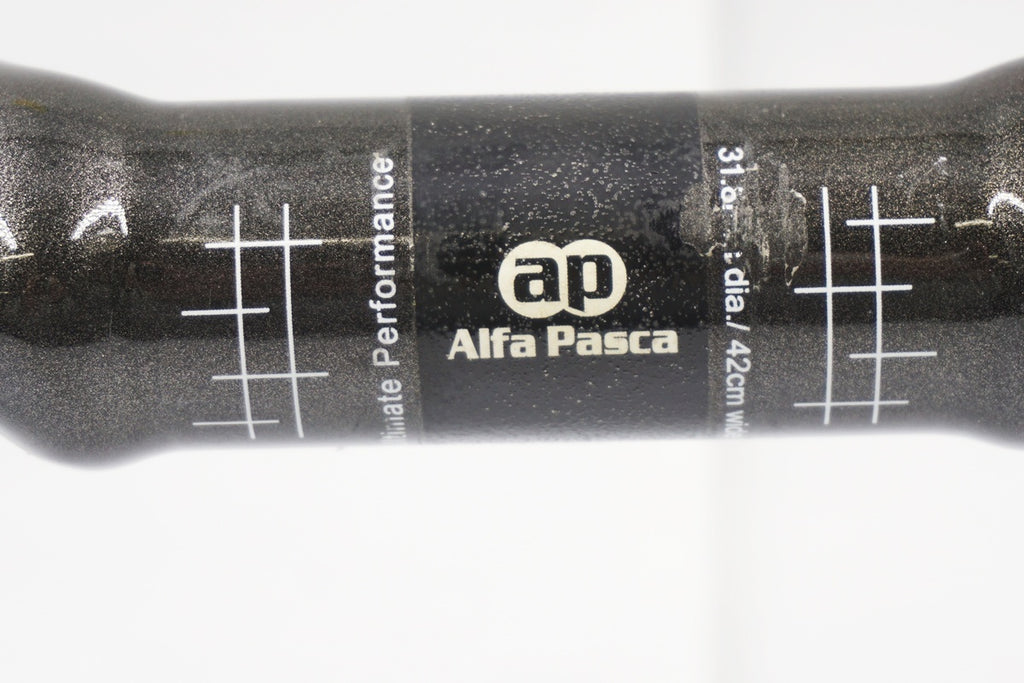 Performance
ap
Alfa Pasca
dia./ 42cm